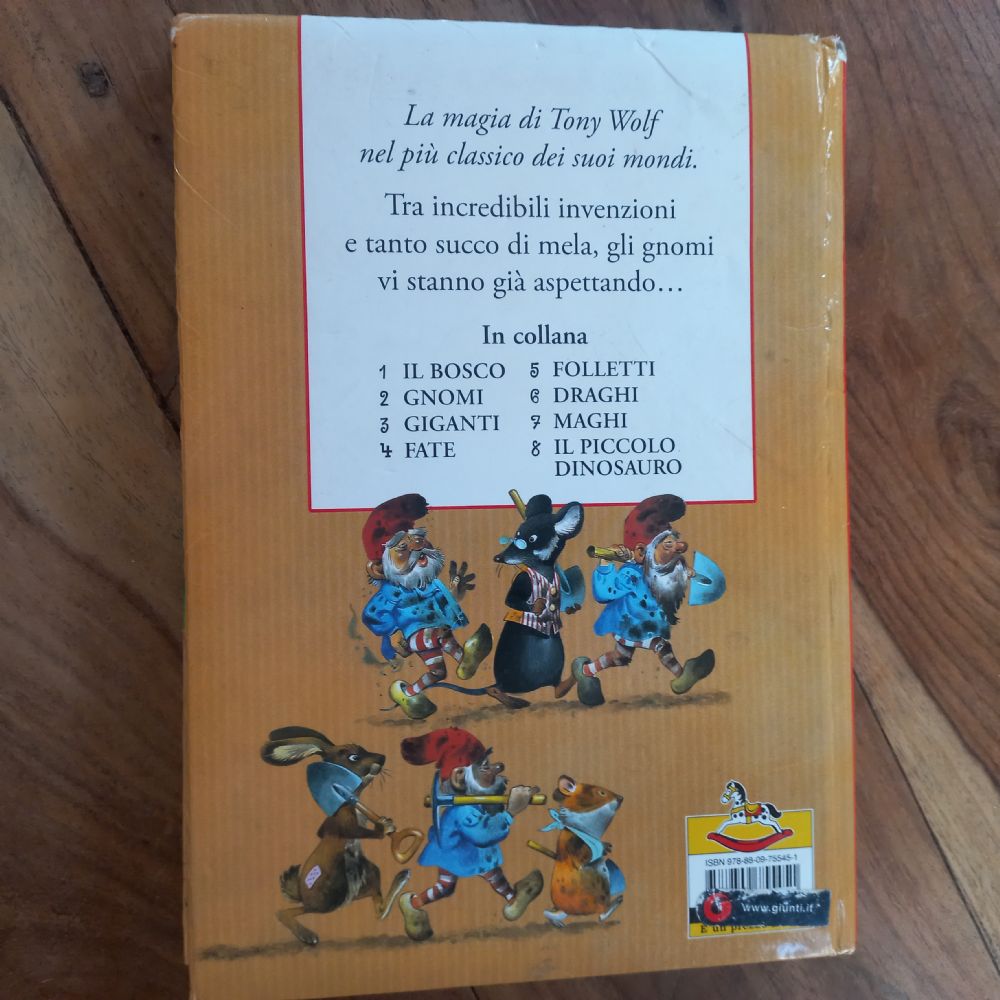 La magia di Tony Wolf
nel più classico dei suoi mondi.
Tra incredibili invenzioni
e tanto succo di mela, gli gnomi
vi stanno già aspettando…
In collana
1 IL BOSCO
2 GNOMI
3 GIGANTI
4 FATE
5 FOLLETTI
6 DRAGHI
7 MAGHI
8 IL PICCOLO
DINOSAURO
ISBN 978-88-09-75545-1
www.giunti.it
È un prezzo